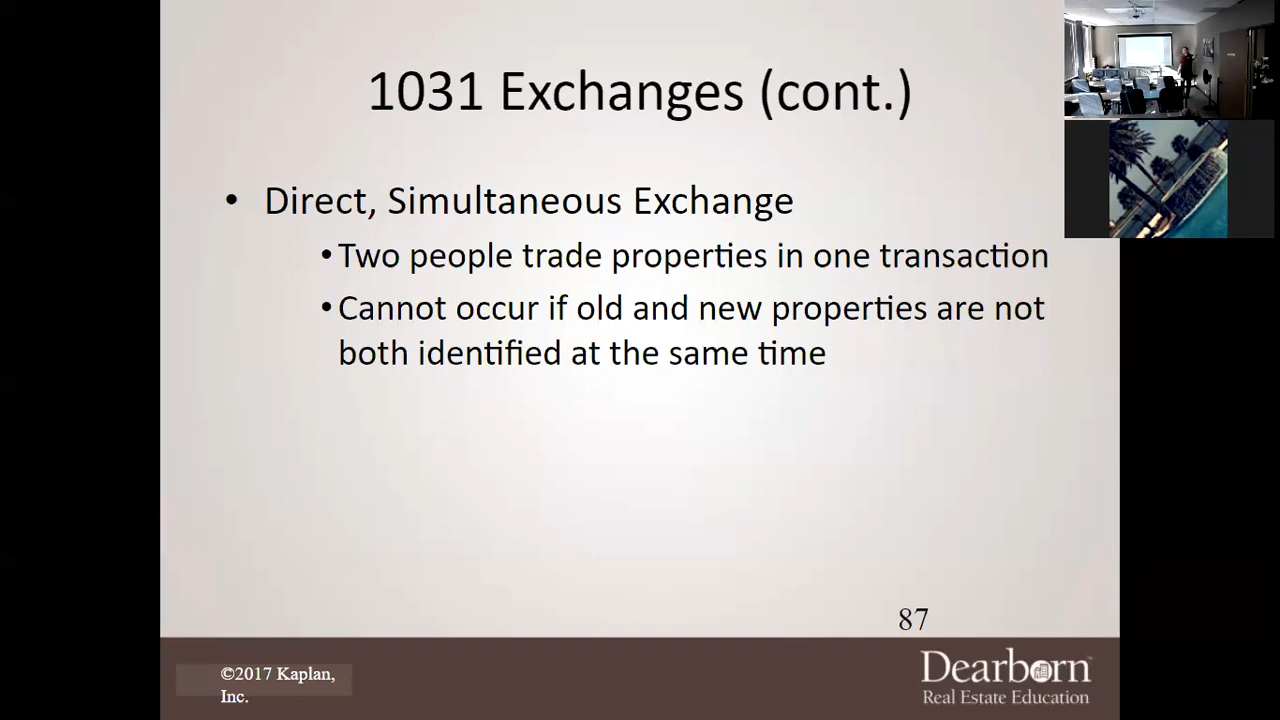 1031 Exchanges (cont.)
• Direct, Simultaneous Exchange
• Two people trade properties in one transaction
• Cannot occur if old and new properties are not
both identified at the same time
87
©2017 Kaplan,
Inc.
Dearborn
Real Estate Education